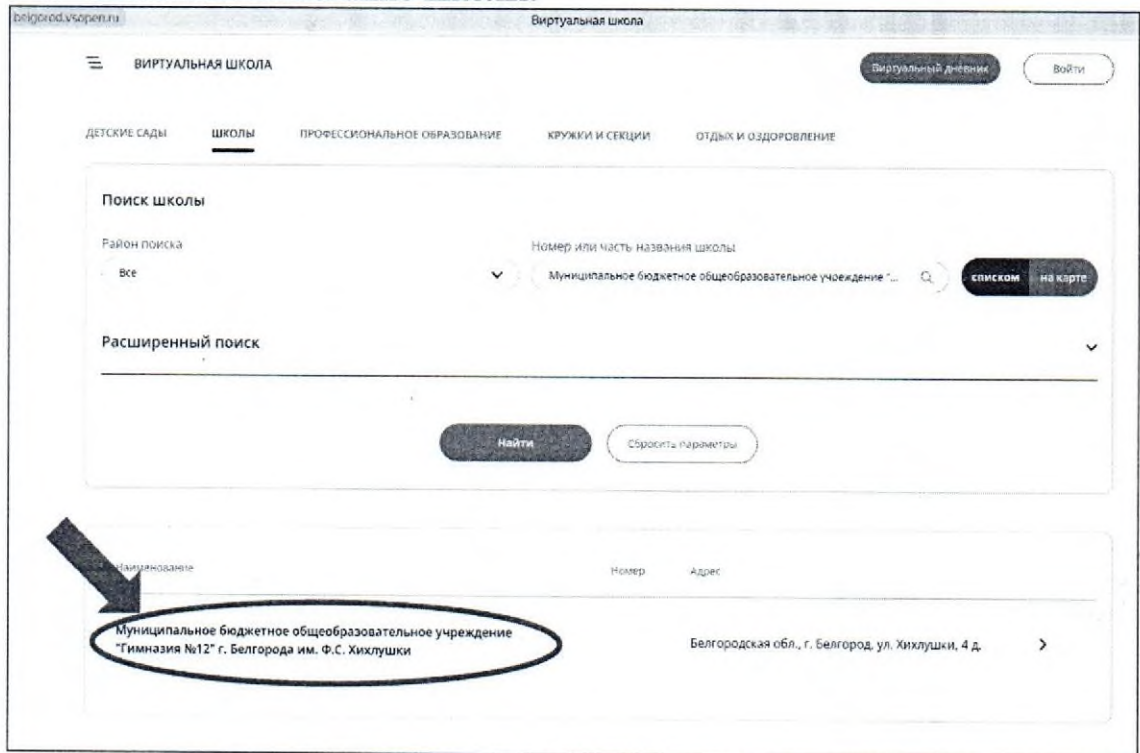 belgorod.vsopen.ru
Виртуальная школа
ВИРТУАЛЬНАЯ ШКОЛА
Виртуальный дневник
Войти
ДЕТСКИЕ САДЫ
ШКОЛЫ
ПРОФЕССИОНАЛЬНОЕ ОБРАЗОВАНИЕ
КРУЖКИ И СЕКЦИИ
ОТДЫХ И ОЗДОРОВЛЕНИЕ
Поиск школы
Район поиска
Номер или часть названия школы
Все
Муниципальное бюджетное общеобразовательное учреждение "...
списком
на карте
Расширенный поиск
Найти
Сбросить параметры
Наименование
Номер
Адрес
Муниципальное бюджетное общеобразовательное учреждение
"Гимназия №12" г. Белгорода им. Ф.С. Хихлушки
Белгородская обл., г. Белгород, ул. Хихлушки, 4 д.